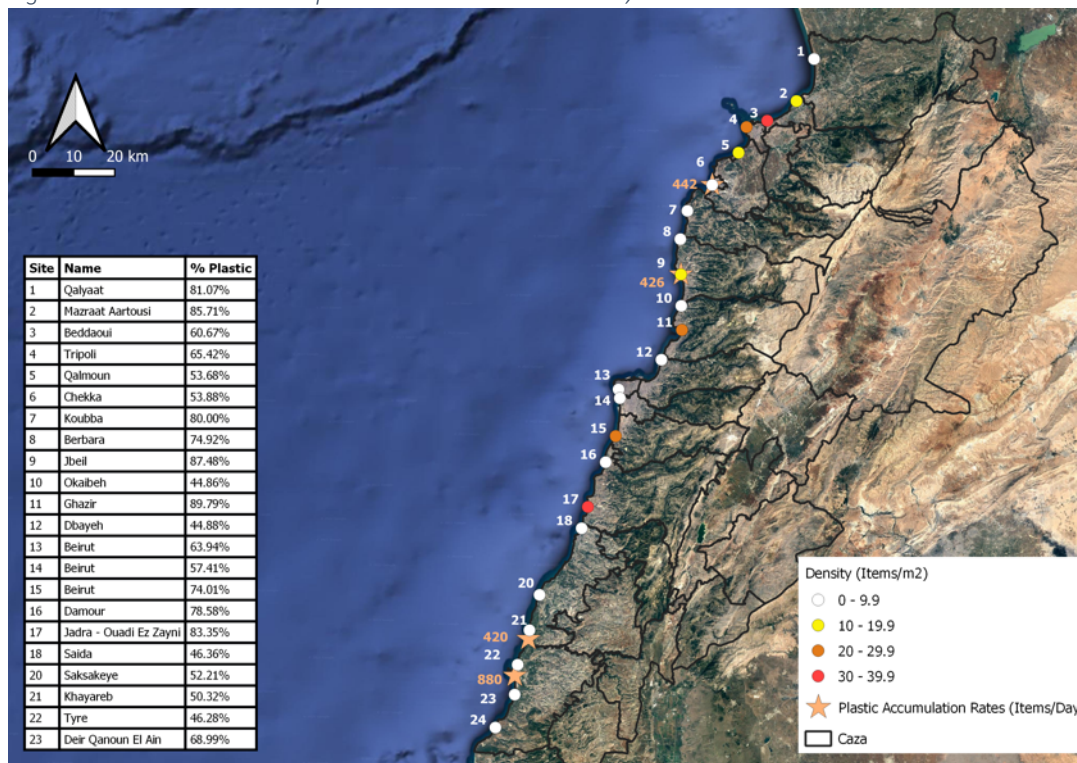 1
2
3
4
5
6
442
7
8
9
426
10
11
12
13
14
15
16
17
18
20
21
420
22
880
23
24
0 10 20 km
Site Name % Plastic
1 Qalyaat 81.07%
2 Mazraat Aartousi 85.71%
3 Beddaoui 60.67%
4 Tripoli 65.42%
5 Qalmoun 53.68%
6 Chekka 53.88%
7 Koubba 80.00%
8 Berbara 74.92%
9 Jbeil 87.48%
10 Okaibeh 44.86%
11 Ghazir 89.79%
12 Dbayeh 44.88%
13 Beirut 63.94%
14 Beirut 57.41%
15 Beirut 74.01%
16 Damour 78.58%
17 Jadra - Ouadi Ez Zayni 83.35%
18 Saida 46.36%
20 Saksakeye 52.21%
21 Khayareb 50.32%
22 Tyre 46.28%
23 Deir Qanoun El Ain 68.99%
Density (Items/m2)
0 - 9.9
10 - 19.9
20 - 29.9
30 - 39.9
Plastic Accumulation Rates (Items/Day
Caza